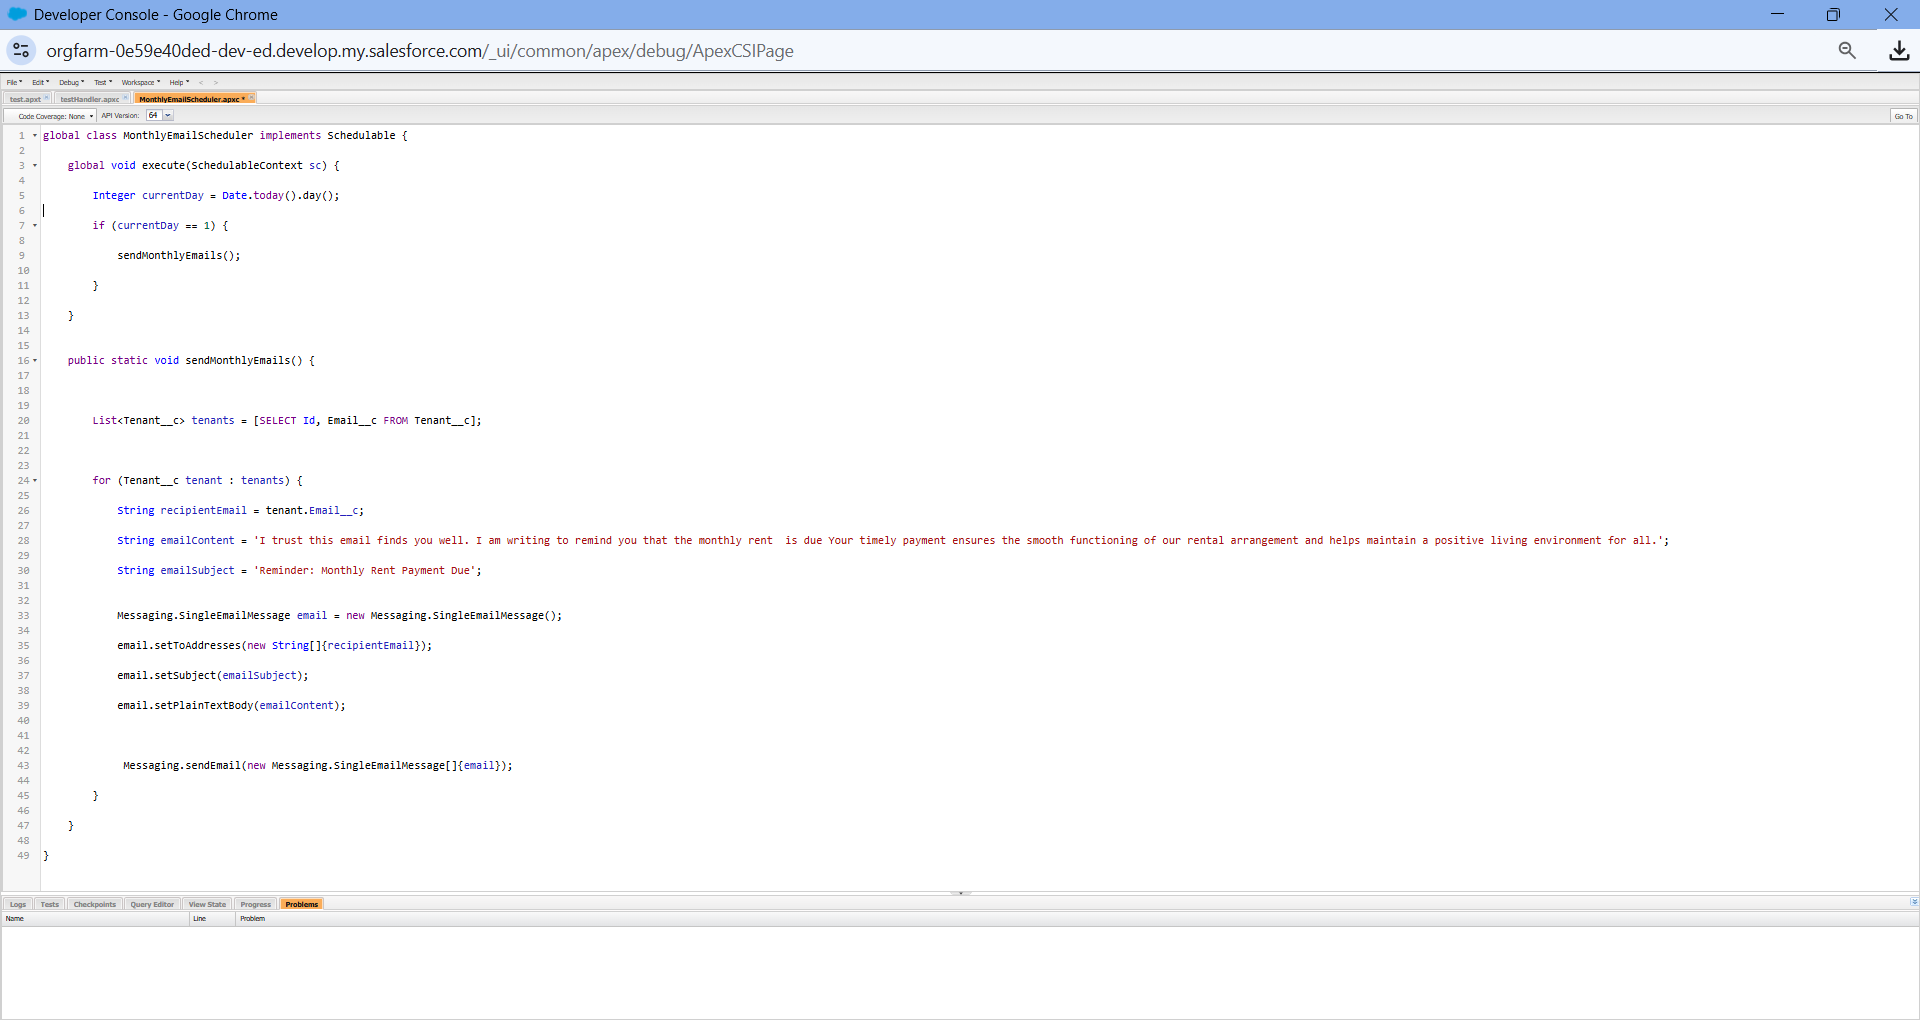 Developer Console - Google Chrome
orgfarm-0e59e40ded-dev-ed.develop.my.salesforce.com/_ui/common/apex/debug/ApexCSIPage
File Edit Debug Test Workspace Help < >
test.apxt testHandler.apxc MonthlyEmailScheduler.apxc
Code Coverage: None API Version: 64 Go To
1 global class MonthlyEmailScheduler implements Schedulable {
2
3 global void execute(SchedulableContext sc) {
4
5 Integer currentDay = Date.today().day();
6
7 if (currentDay == 1) {
8
9 sendMonthlyEmails();
10
11 }
12
13 }
14
15
16 public static void sendMonthlyEmails() {
17
18
19
20 List<Tenant__c> tenants = [SELECT Id, Email__c FROM Tenant__c];
21
22
23
24 for (Tenant__c tenant : tenants) {
25
26 String recipientEmail = tenant.Email__c;
27
28 String emailContent = 'I trust this email finds you well. I am writing to remind you that the monthly rent  is due Your timely payment ensures the smooth functioning of our rental arrangement and helps maintain a positive living environment for all.';
29
30 String emailSubject = 'Reminder: Monthly Rent Payment Due';
31
32
33 Messaging.SingleEmailMessage email = new Messaging.SingleEmailMessage();
34
35 email.setToAddresses(new String[]{recipientEmail});
36
37 email.setSubject(emailSubject);
38
39 email.setPlainTextBody(emailContent);
40
41
42
43 Messaging.sendEmail(new Messaging.SingleEmailMessage[]{email});
44
45 }
46
47 }
48
49 }
Logs Tests Checkpoints Query Editor View State Progress Problems
Name Line Problem